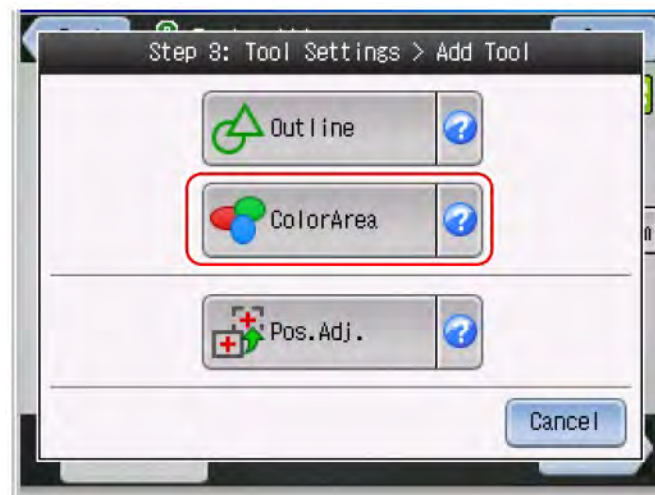 Step 3: Tool Settings > Add Tool
Outline
?
ColorArea
?
Pos.Adj.
?
Cancel